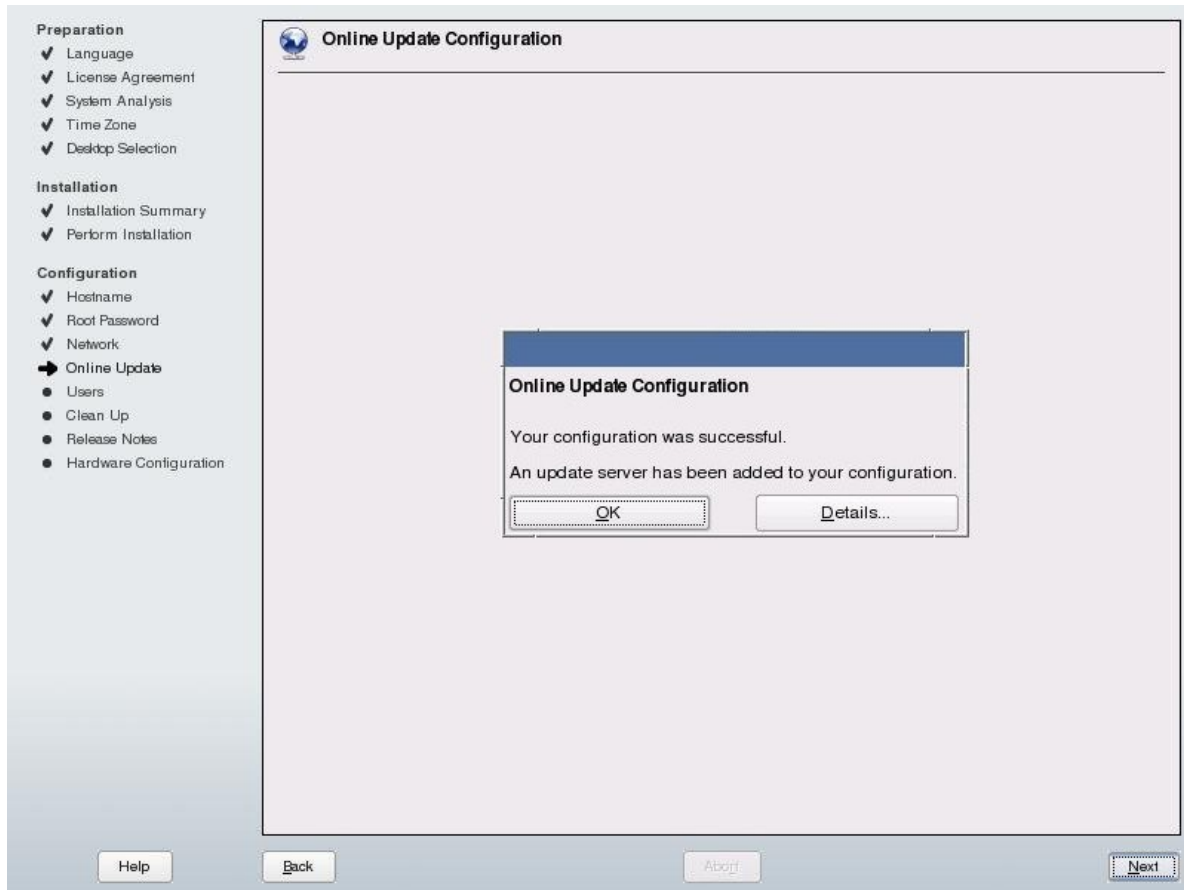 Preparation
Language
License Agreement
System Analysis
Time Zone
Desktop Selection
Installation
Installation Summary
Perform Installation
Configuration
Hostname
Root Password
Network
Online Update
Users
Clean Up
Release Notes
Hardware Configuration
Online Update Configuration
Online Update Configuration
Your configuration was successful.
An update server has been added to your configuration.
OK
Details...
Help
Back
Abort
Next